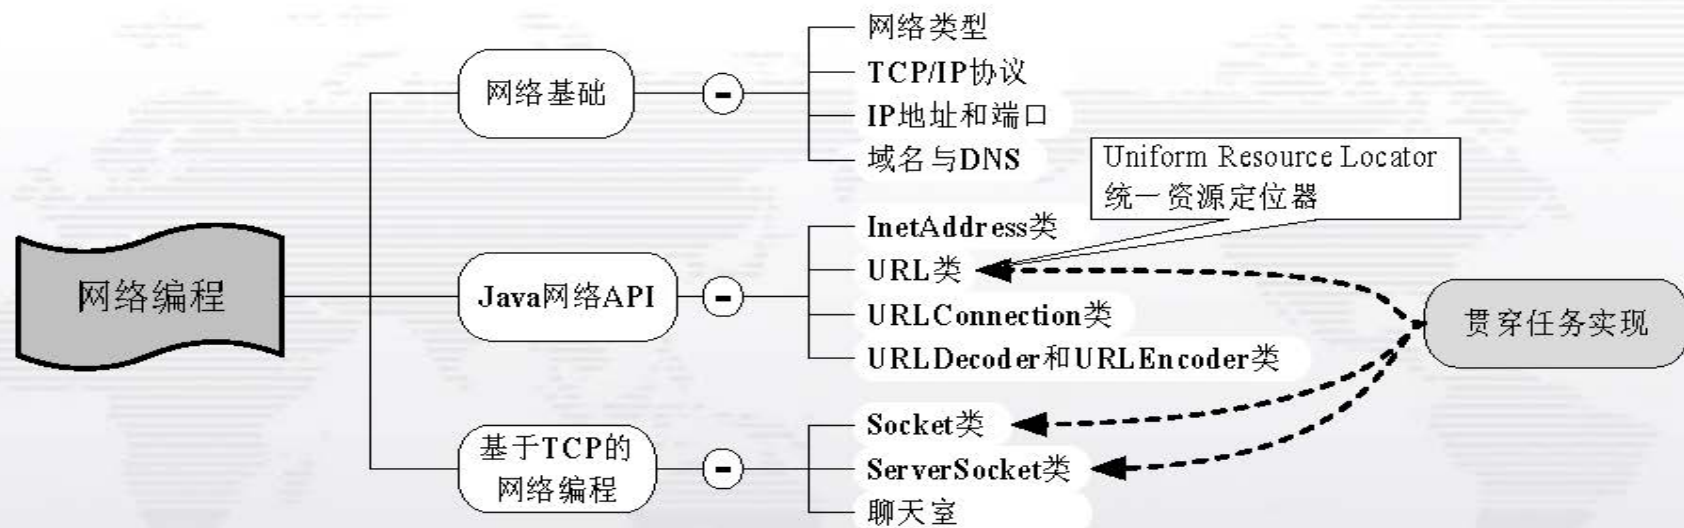 网络编程
网络基础
网络类型
TCP/IP协议
IP地址和端口
域名与DNS
Java网络API
InetAddress类
URL类
URLConnection类
URLDecoder和URLEncoder类
Uniform Resource Locator
统一资源定位器
基于TCP的
网络编程
Socket类
ServerSocket类
聊天室
贯穿任务实现